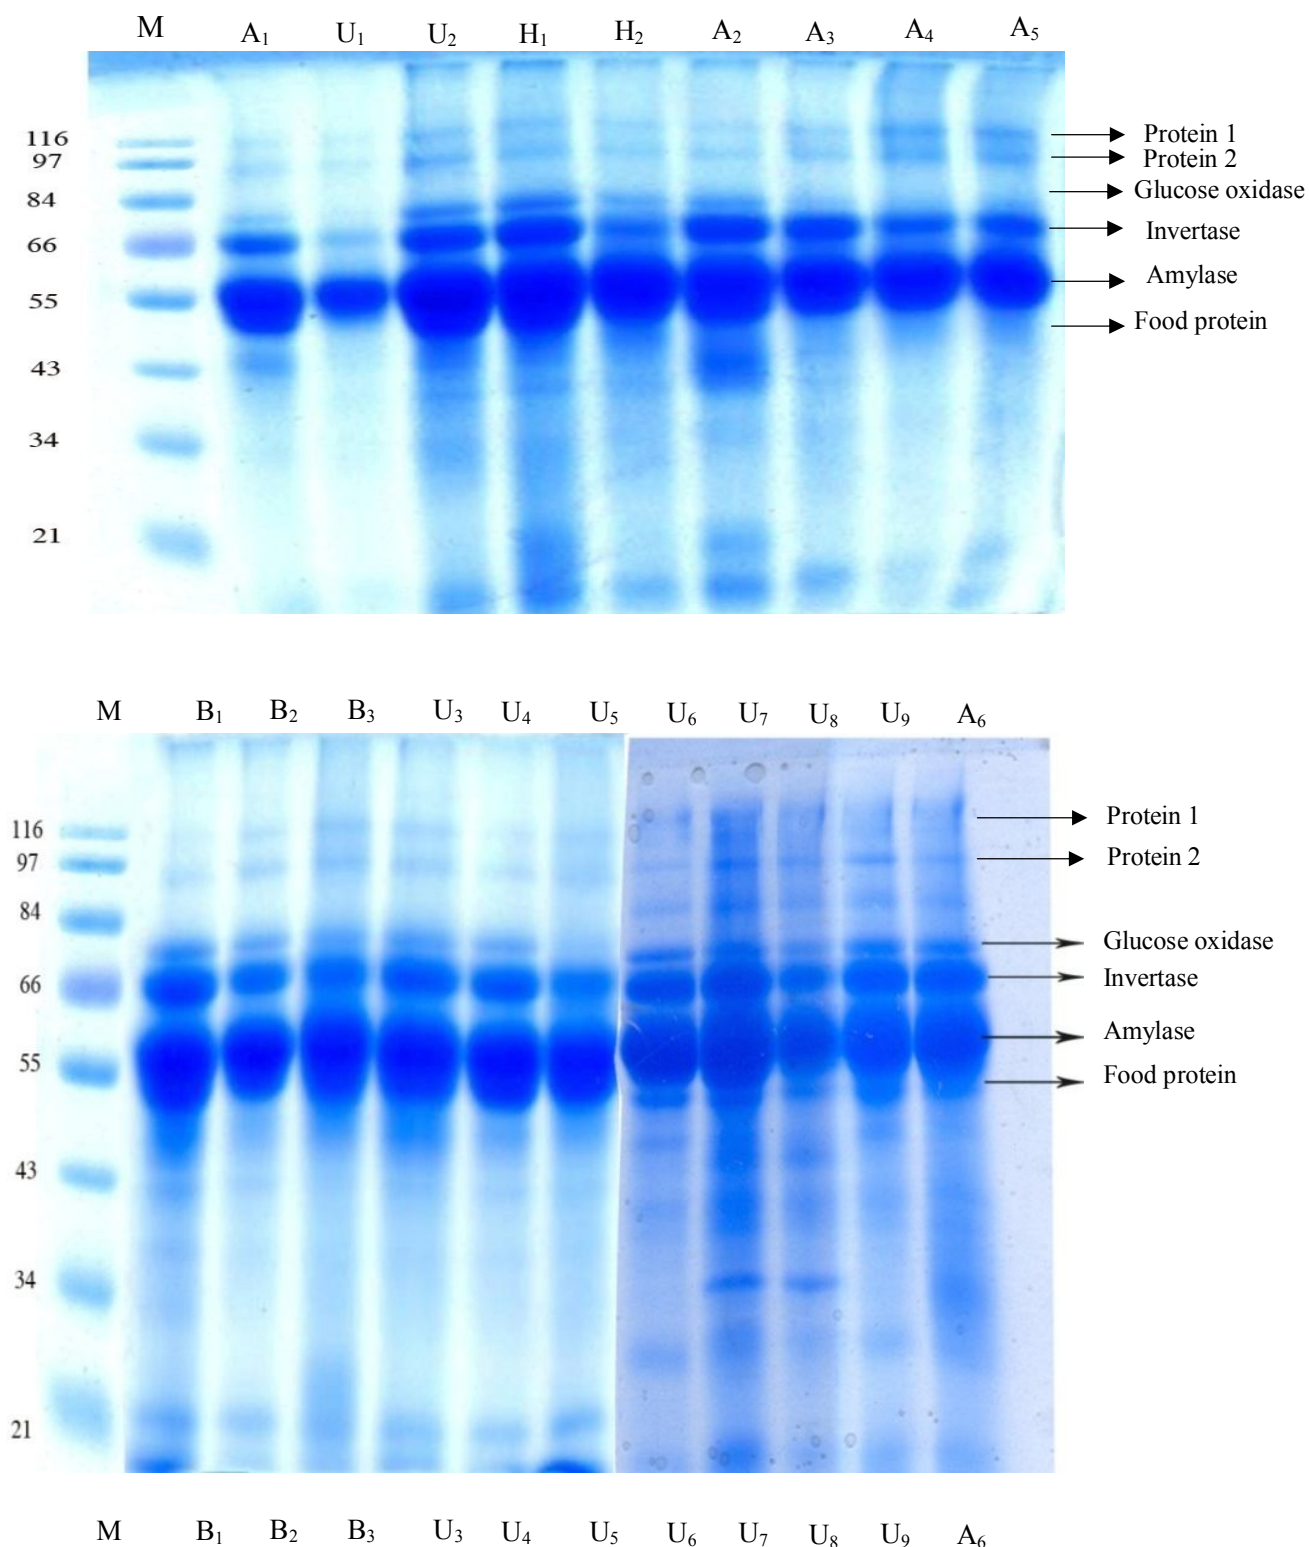 M A₁ U₁ U₂ H₁ H₂ A₂ A₃ A₄ A₅
116 Protein 1
97 Protein 2
84 Glucose oxidase
66 Invertase
55 Amylase
Food protein
43
34
21
M B₁ B₂ B₃ U₃ U₄ U₅ U₆ U₇ U₈ U₉ A₆
116 Protein 1
97 Protein 2
84
Glucose oxidase
66 Invertase
Amylase
55 Food protein
43
34
21
M B₁ B₂ B₃ U₃ U₄ U₅ U₆ U₇ U₈ U₉ A₆